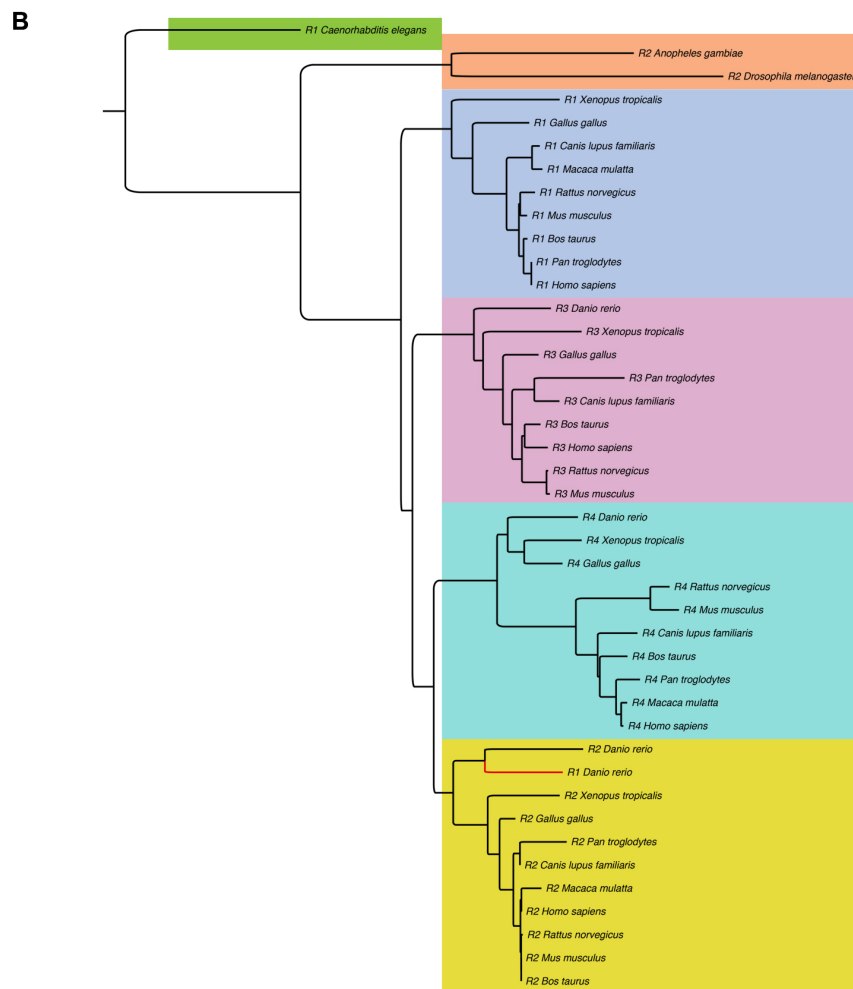 B
R1 Caenorhabditis elegans
R2 Anopheles gambiae
R2 Drosophila melanogaster
R1 Xenopus tropicalis
R1 Gallus gallus
R1 Canis lupus familiaris
R1 Macaca mulatta
R1 Rattus norvegicus
R1 Mus musculus
R1 Bos taurus
R1 Pan troglodytes
R1 Homo sapiens
R3 Danio rerio
R3 Xenopus tropicalis
R3 Gallus gallus
R3 Pan troglodytes
R3 Canis lupus familiaris
R3 Bos taurus
R3 Homo sapiens
R3 Rattus norvegicus
R3 Mus musculus
R4 Danio rerio
R4 Xenopus tropicalis
R4 Gallus gallus
R4 Rattus norvegicus
R4 Mus musculus
R4 Canis lupus familiaris
R4 Bos taurus
R4 Pan troglodytes
R4 Macaca mulatta
R4 Homo sapiens
R2 Danio rerio
R1 Danio rerio
R2 Xenopus tropicalis
R2 Gallus gallus
R2 Pan troglodytes
R2 Canis lupus familiaris
R2 Macaca mulatta
R2 Homo sapiens
R2 Rattus norvegicus
R2 Mus musculus
R2 Bos taurus